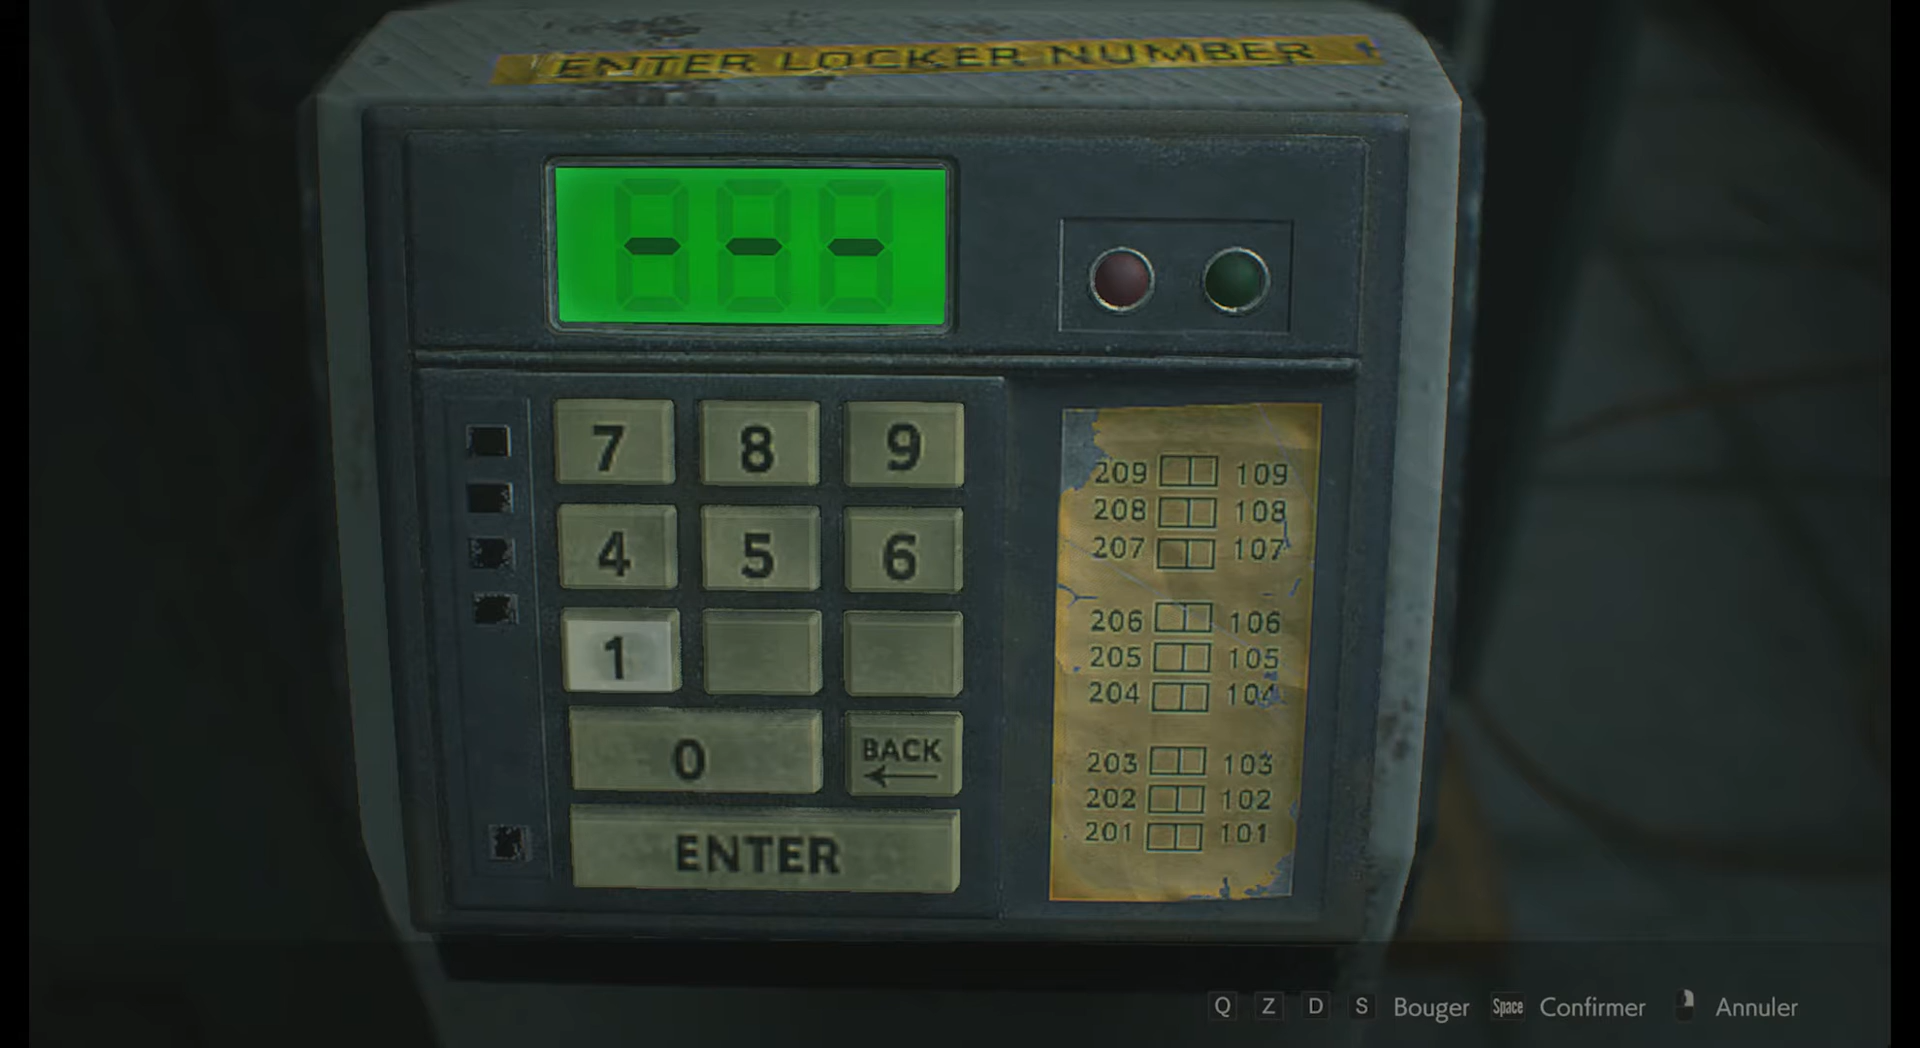 ENTER LOCKER NUMBER
7 8 9
4 5 6
1
0 BACK
ENTER
209 109
208 108
207 107
206 106
205 105
204 104
203 103
202 102
201 101
Q Z D S Bouger Space Confirmer Annuler